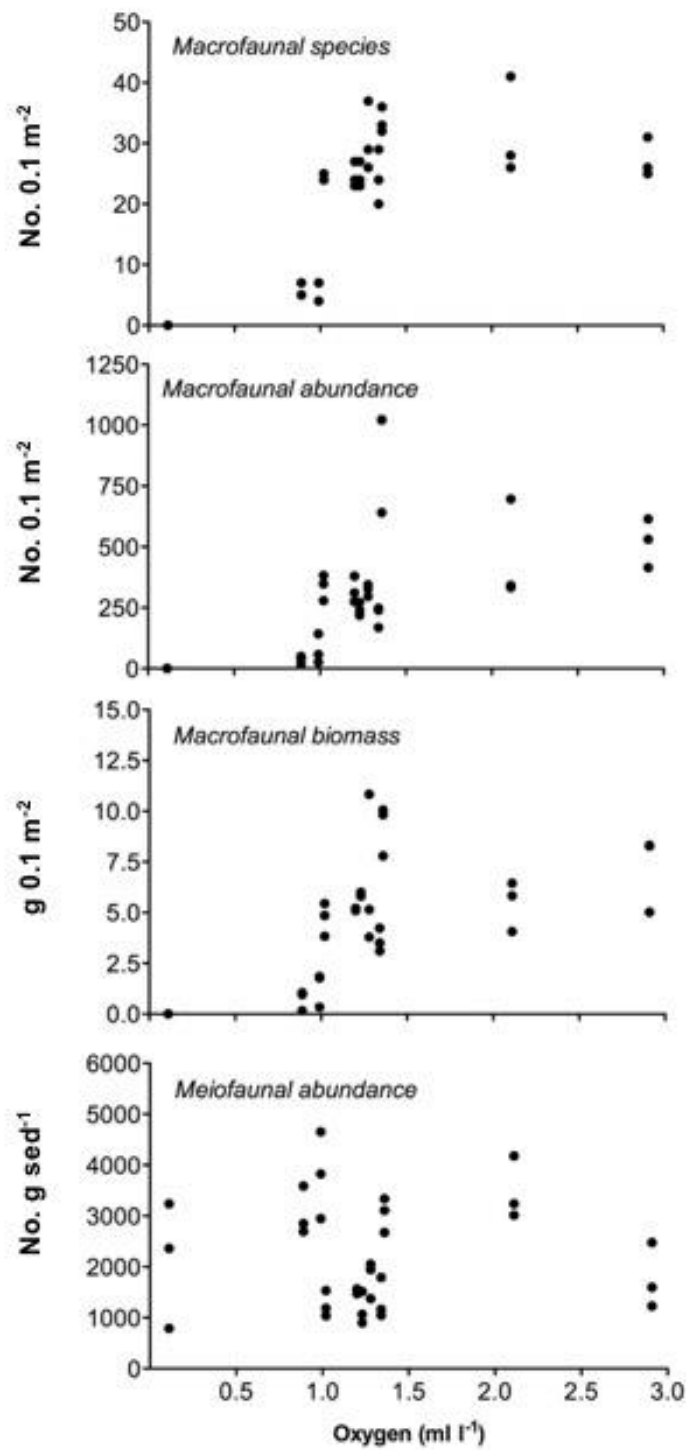 Macrofaunal species
No. 0.1 m⁻²
50
40
30
20
10
0
Macrofaunal abundance
No. 0.1 m⁻²
1250
1000
750
500
250
0
Macrofaunal biomass
g 0.1 m⁻²
15.0
12.5
10.0
7.5
5.0
2.5
0.0
Meiofaunal abundance
No. g sed⁻¹
6000
5000
4000
3000
2000
1000
0
0.5 1.0 1.5 2.0 2.5 3.0
Oxygen (ml l⁻¹)